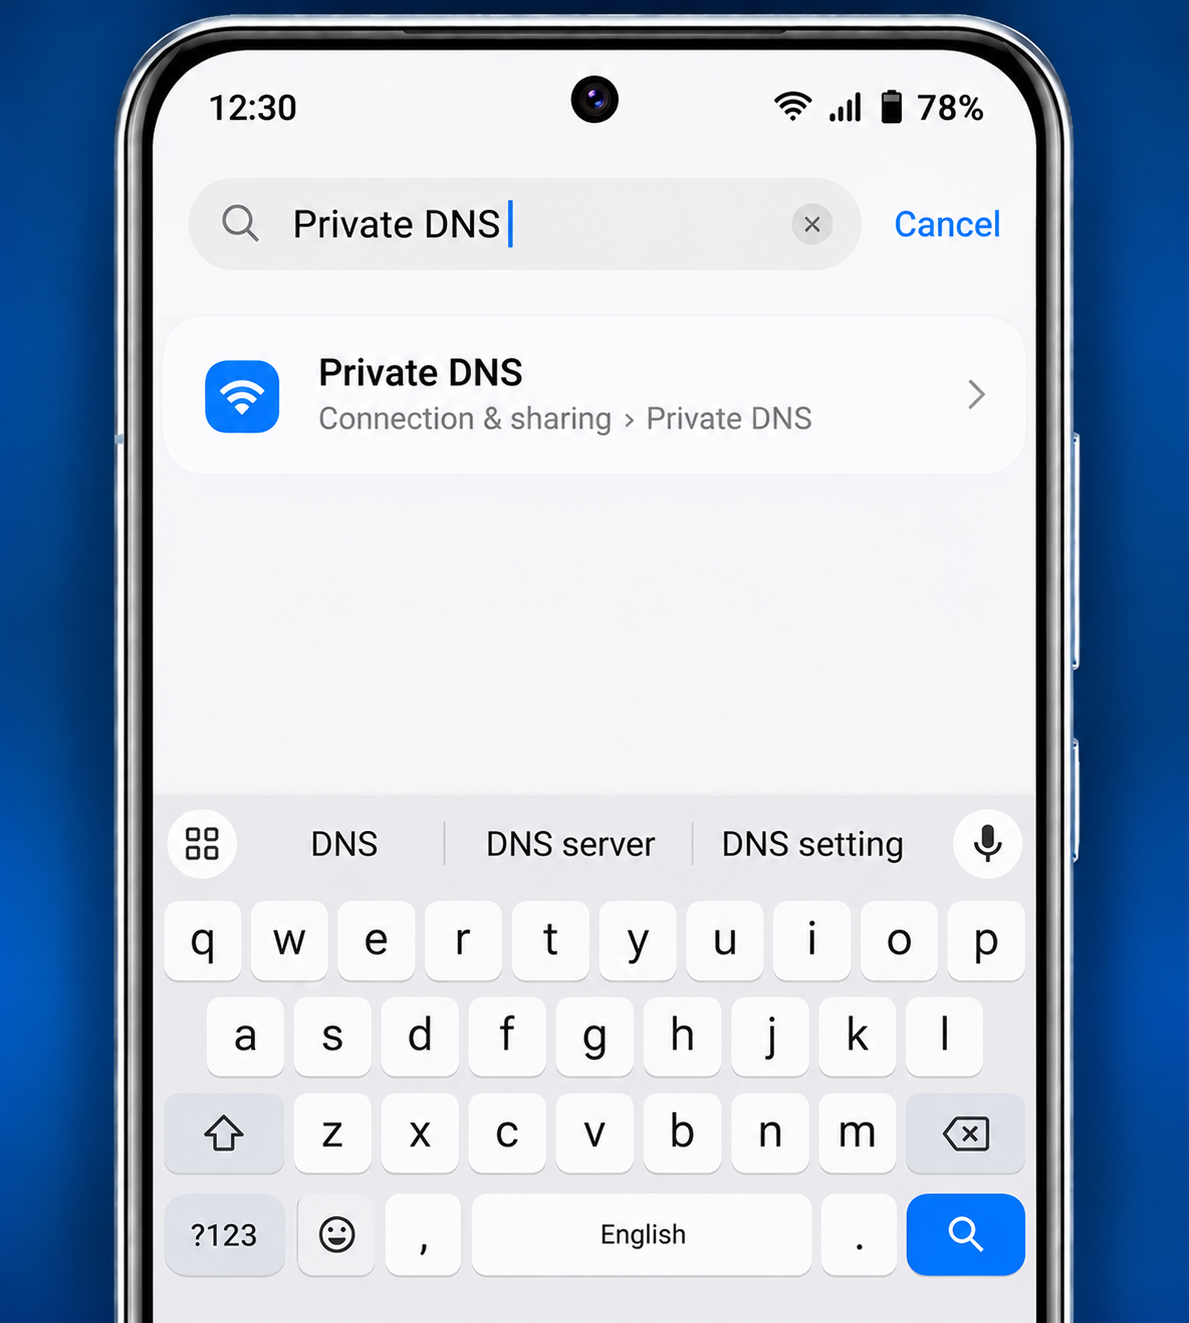 12:30
78%
Private DNS
Cancel
Private DNS
Connection & sharing › Private DNS
DNS
DNS server
DNS setting
q w e r t y u i o p
a s d f g h j k l
z x c v b n m
?123 , English .